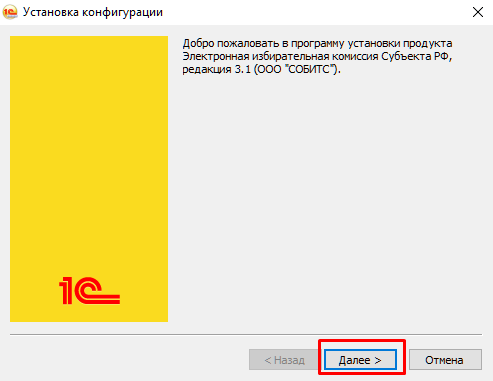 1С Установка конфигурации
Добро пожаловать в программу установки продукта
Электронная избирательная комиссия Субъекта РФ,
редакция 3.1 (ООО "СОБИТС").
1С
< Назад Далее > Отмена